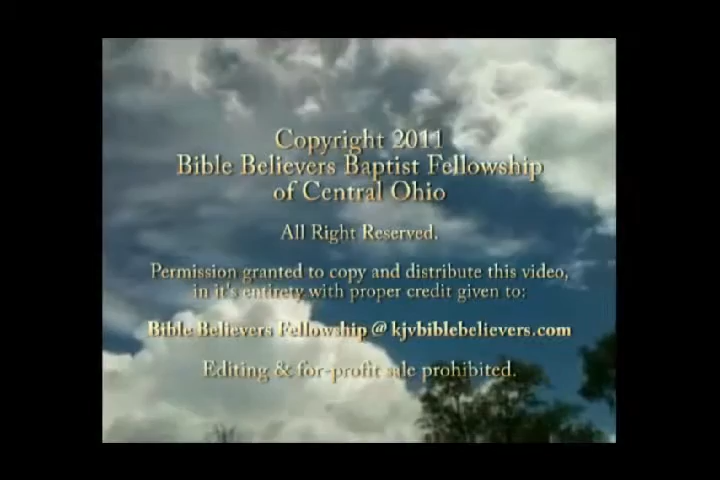 Copyright 2011
Bible Believers Baptist Fellowship
of Central Ohio
All Right Reserved.
Permission granted to copy and distribute this video,
in it's entirety with proper credit given to:
Bible Believers Fellowship @ kjvbiblebelievers.com
Editing & for-profit sale prohibited.